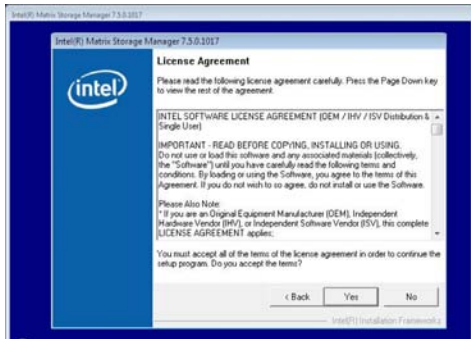 Intel(R) Matrix Storage Manager 7.5.0.1017
Intel(R) Matrix Storage Manager 7.5.0.1017
License Agreement
Please read the following license agreement carefully. Press the Page Down key
to view the rest of the agreement.
intel
INTEL SOFTWARE LICENSE AGREEMENT (OEM / IHV / ISV Distribution &
Single User)
IMPORTANT - READ BEFORE COPYING, INSTALLING OR USING.
Do not use or load this software and any associated materials (collectively,
the "Software") until you have carefully read the following terms and
conditions. By loading or using the Software, you agree to the terms of this
Agreement. If you do not wish to so agree, do not install or use the Software.
Please Also Note:
* If you are an Original Equipment Manufacturer (OEM), Independent
Hardware Vendor (IHV), or Independent Software Vendor (ISV), this complete
LICENSE AGREEMENT applies;
You must accept all of the terms of the license agreement in order to continue the
setup program. Do you accept the terms?
< Back
Yes
No
Intel(R) Installation Framework